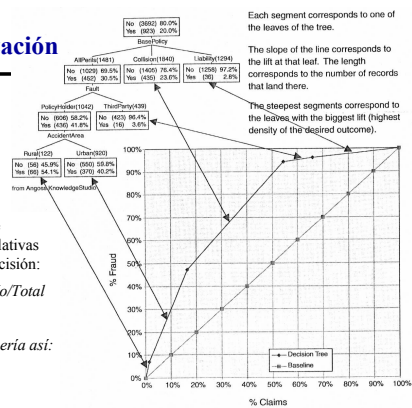 ación
No (3692) 80.0%
Yes (923) 20.0%
BasePolicy
AllPerils(1481) Collision(1840) Liability(1294)
No (1029) 69.5%
Yes (452) 30.5%
No (1405) 76.4%
Yes (435) 23.6%
No (1258) 97.2%
Yes (36) 2.8%
Fault
PolicyHolder(1042) ThirdParty(439)
No (606) 58.2%
Yes (436) 41.8%
No (423) 96.4%
Yes (16) 3.6%
AccidentArea
Rural(122) Urban(920)
No (56) 45.9%
Yes (66) 54.1%
No (550) 59.8%
Yes (370) 40.2%
from Angoss KnowledgeStudio
Each segment corresponds to one of
the leaves of the tree.
The slope of the line corresponds to
the lift at that leaf. The length
corresponds to the number of records
that land there.
The steepest segments correspond to
the leaves with the biggest lift (highest
density of the desired outcome).
lativas
cisión:
o/Total
ería así:
100%
90%
80%
70%
60%
50%
40%
30%
20%
10%
0%
% Fraud
0% 10% 20% 30% 40% 50% 60% 70% 80% 90% 100%
% Claims
Decision Tree
Baseline